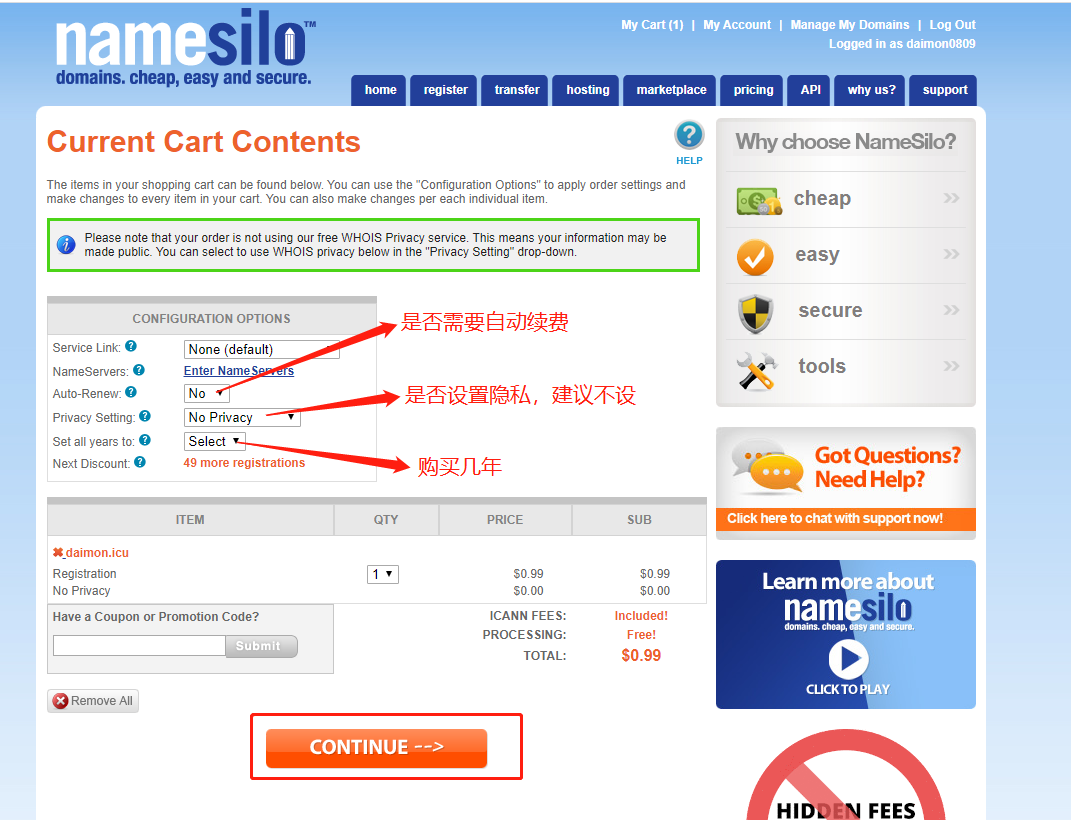 namesilo™
domains. cheap, easy and secure.
My Cart (1) | My Account | Manage My Domains | Log Out
Logged in as daimon0809
home register transfer hosting marketplace pricing API why us? support
Current Cart Contents
HELP
The items in your shopping cart can be found below. You can use the "Configuration Options" to apply order settings and
make changes to every item in your cart. You can also make changes per each individual item.
Please note that your order is not using our free WHOIS Privacy service. This means your information may be
made public. You can select to use WHOIS privacy below in the "Privacy Setting" drop-down.
CONFIGURATION OPTIONS
Service Link: None (default)
NameServers: Enter NameServers
Auto-Renew: No
Privacy Setting: No Privacy
Set all years to: Select
Next Discount: 49 more registrations
是否需要自动续费
是否设置隐私，建议不设
购买几年
ITEM QTY PRICE SUB
daimon.icu
Registration 1 $0.99 $0.99
No Privacy $0.00 $0.00
Have a Coupon or Promotion Code?
Submit
ICANN FEES: Included!
PROCESSING: Free!
TOTAL: $0.99
Remove All
CONTINUE -->
Why choose NameSilo?
cheap
easy
secure
tools
Got Questions?
Need Help?
Click here to chat with support now!
Learn more about
namesilo
domains. cheap, easy and secure.
CLICK TO PLAY
HIDDEN FEES